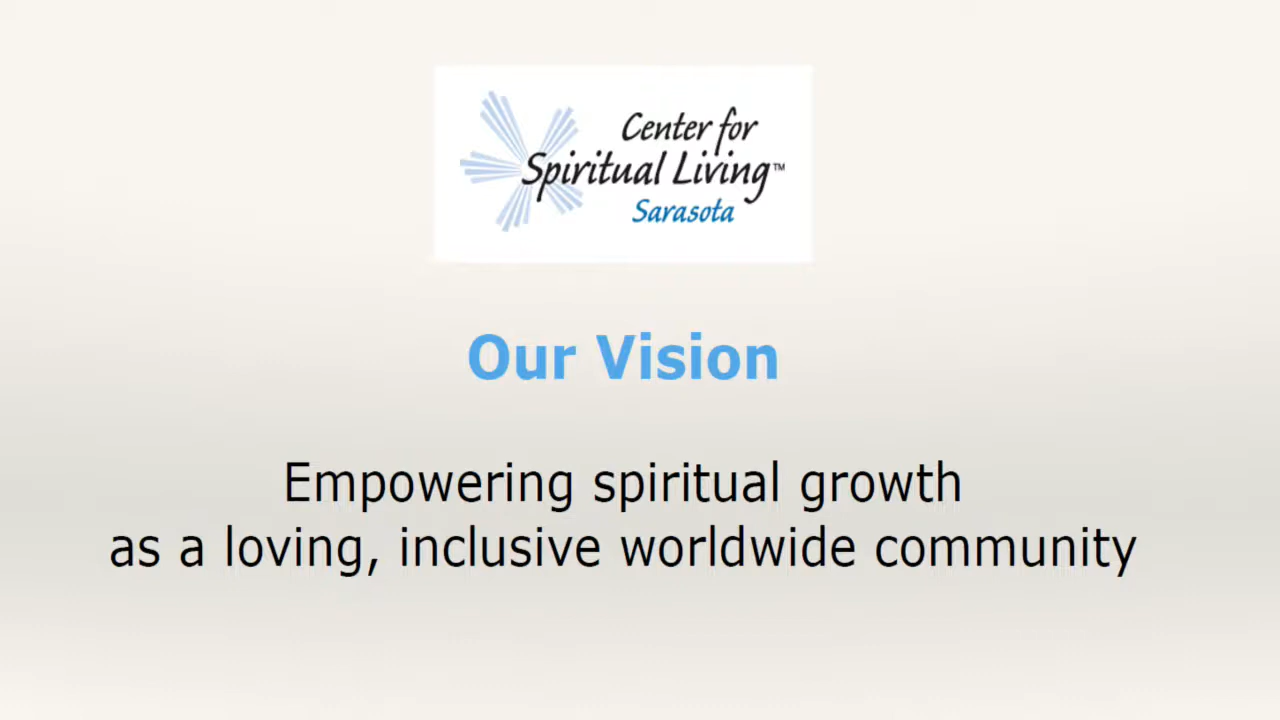 Center for
Spiritual Living™
Sarasota
Our Vision
Empowering spiritual growth
as a loving, inclusive worldwide community